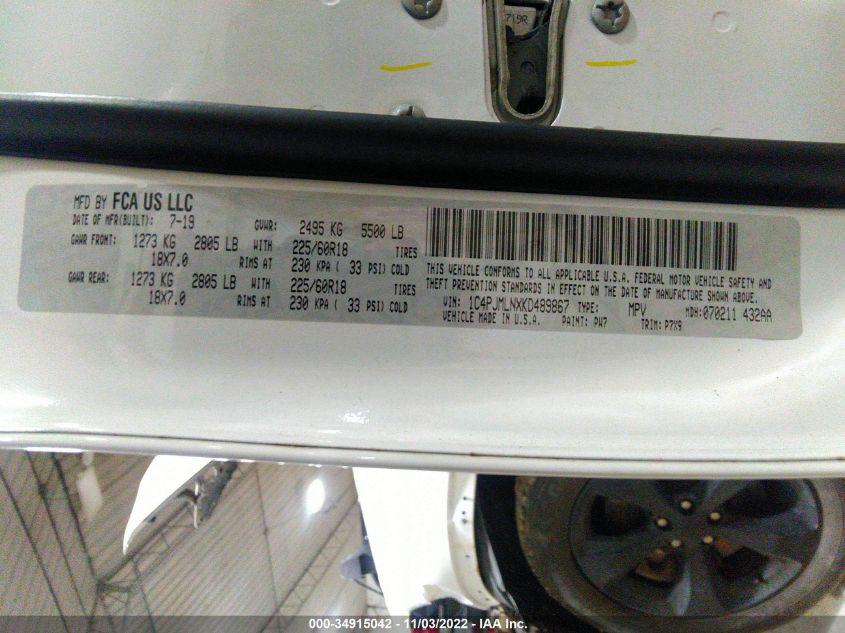 719R
MFD BY FCA US LLC
DATE OF MFR(BUILT): 7-19 GVWR: 2495 KG 5500 LB
GAWR FRONT: 1273 KG 2805 LB WITH 225/60R18 TIRES
18X7.0 RIMS AT 230 KPA ( 33 PSI) COLD
GAWR REAR: 1273 KG 2805 LB WITH 225/60R18 TIRES
18X7.0 RIMS AT 230 KPA ( 33 PSI) COLD
THIS VEHICLE CONFORMS TO ALL APPLICABLE U.S.A. FEDERAL MOTOR VEHICLE SAFETY AND
THEFT PREVENTION STANDARDS IN EFFECT ON THE DATE OF MANUFACTURE SHOWN ABOVE.
VIN: 1C4PJMLNXKD489867 TYPE: MPV MDH:070211 432AA
VEHICLE MADE IN U.S.A. PAINT: PW7 TRIM: P7X9
000-34915042 - 11/03/2022 - IAA Inc.